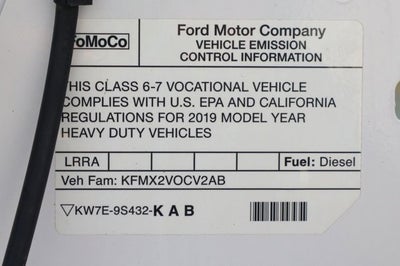 FoMoCo
Ford Motor Company
VEHICLE EMISSION
CONTROL INFORMATION
THIS CLASS 6-7 VOCATIONAL VEHICLE
COMPLIES WITH U.S. EPA AND CALIFORNIA
REGULATIONS FOR 2019 MODEL YEAR
HEAVY DUTY VEHICLES
LRRA Fuel: Diesel
Veh Fam: KFMX2VOCV2AB
▽KW7E-9S432-K A B